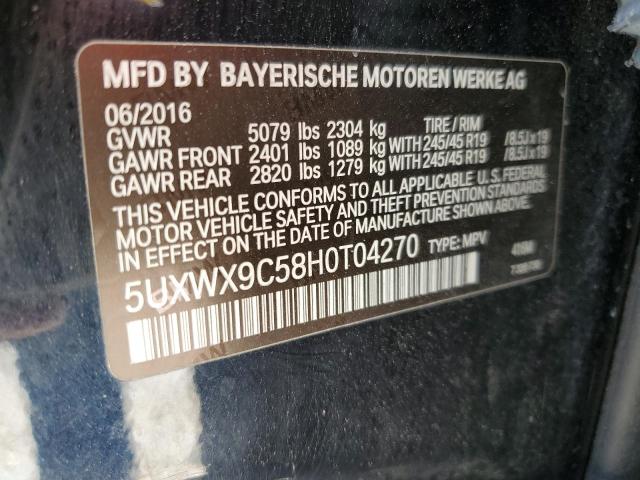 MFD BY BAYERISCHE MOTOREN WERKE AG
06/2016
TIRE / RIM
GVWR 5079 lbs 2304 kg
GAWR FRONT 2401 lbs 1089 kg WITH 245/45 R19 /8.5J x 19
GAWR REAR 2820 lbs 1279 kg WITH 245/45 R19 /8.5J x 19
THIS VEHICLE CONFORMS TO ALL APPLICABLE U.S. FEDERAL
MOTOR VEHICLE SAFETY AND THEFT PREVENTION STANDARDS
IN EFFECT ON THE DATE OF MANUFACTURE SHOWN ABOVE.
5UXWX9C58H0T04270 TYPE: MPV